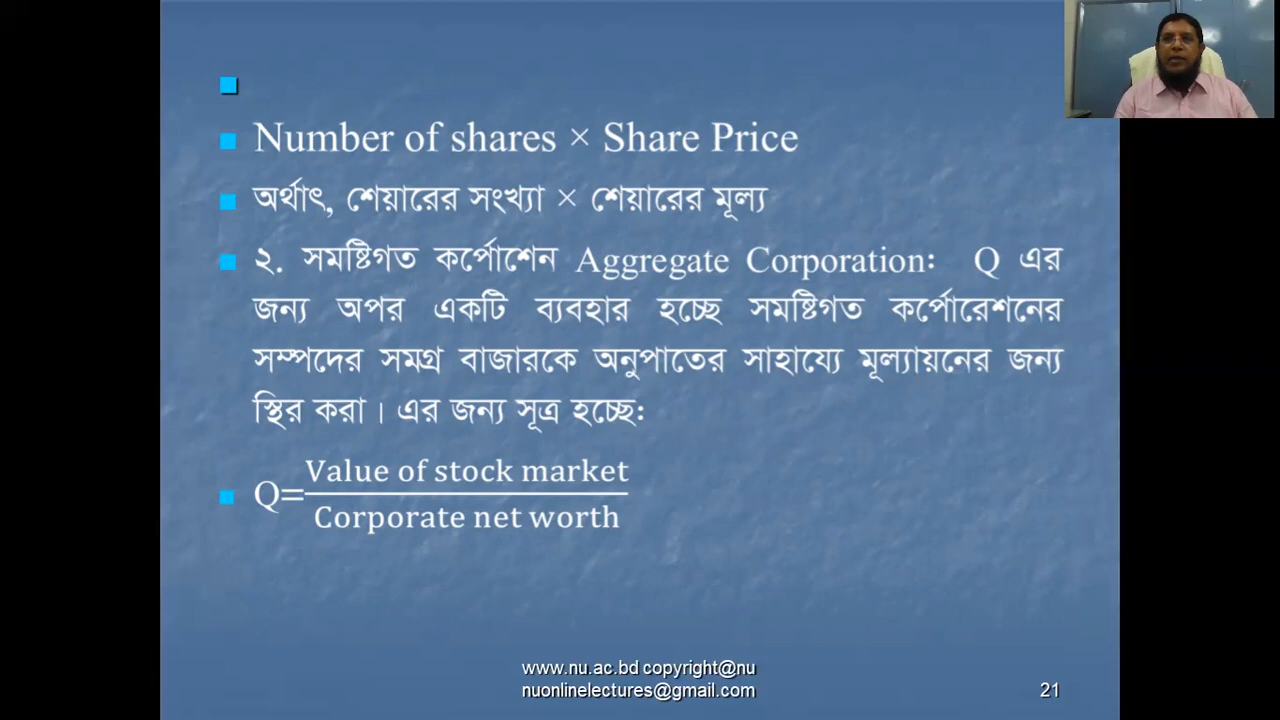 Number of shares × Share Price
অর্থাৎ, শেয়ারের সংখ্যা × শেয়ারের মূল্য
২. সমষ্টিগত কর্পোশেন Aggregate Corporation: Q এর
জন্য অপর একটি ব্যবহার হচ্ছে সমষ্টিগত কর্পোরেশনের
সম্পদের সমগ্র বাজারকে অনুপাতের সাহায্যে মূল্যায়নের জন্য
স্থির করা। এর জন্য সূত্র হচ্ছে:
Q=Value of stock market
Corporate net worth
www.nu.ac.bd copyright@nu
nuonlinelectures@gmail.com
21